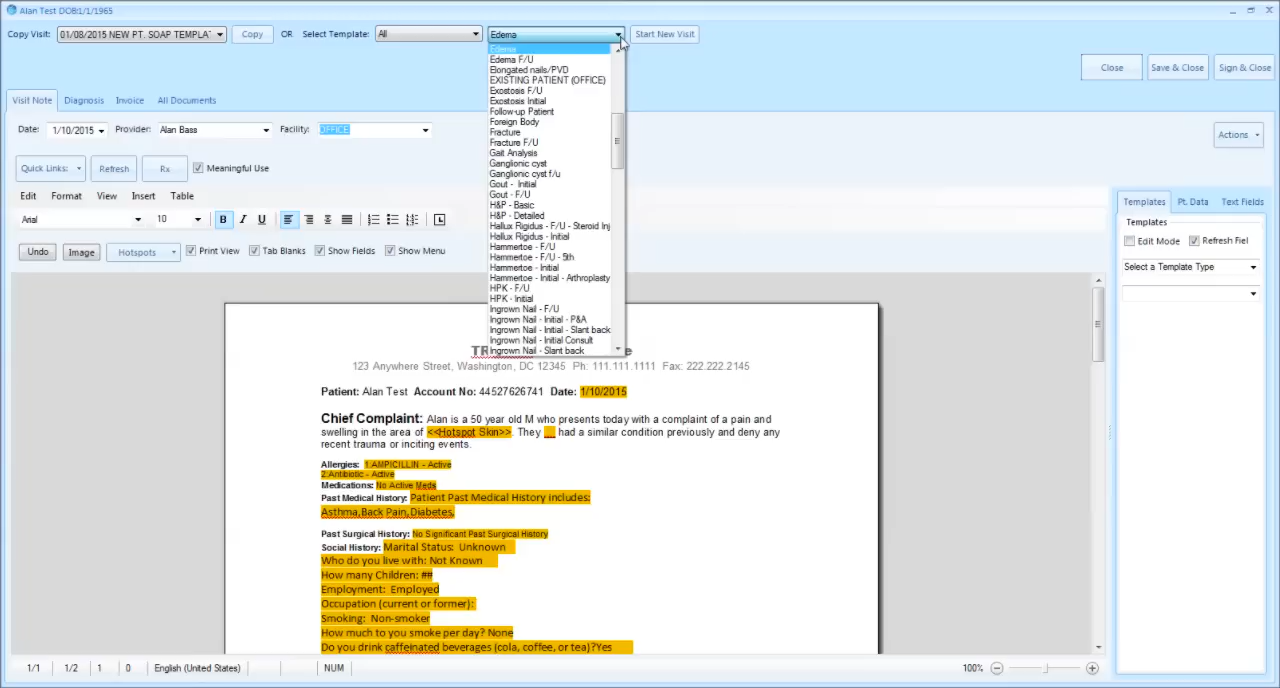 Alan Test DOB:1/1/1965
Copy Visit: 01/08/2015 NEW PT. SOAP TEMPLA Copy OR Select Template: All Edema Start New Visit
Close Save & Close Sign & Close
Edema
Edema F/U
Elongated nails/PVD
EXISTING PATIENT (OFFICE)
Exostosis F/U
Exostosis Initial
Follow-up Patient
Foreign Body
Fracture
Fracture F/U
Gait Analysis
Ganglionic cyst
Ganglionic cyst f/u
Gout - Initial
Gout - F/U
H&P - Basic
H&P - Detailed
Hallux Rigidus - F/U - Steroid Inj
Hallux Rigidus - Initial
Hammertoe - F/U
Hammertoe - F/U - 5th
Hammertoe - Initial
Hammertoe - Initial - Arthroplasty
HPK - F/U
HPK - Initial
Ingrown Nail - F/U
Ingrown Nail - Initial - P&A
Ingrown Nail - Initial - Slant back
Ingrown Nail - Initial Consult
Ingrown Nail - Slant back
Visit Note Diagnosis Invoice All Documents
Date: 1/10/2015 Provider: Alan Bass Facility: OFFICE
Actions
Quick Links: Refresh Rx Meaningful Use
Edit Format View Insert Table
Arial 10 B I U L
Undo Image Hotspots Print View Tab Blanks Show Fields Show Menu
Templates Pt. Data Text Fields
Templates
Edit Mode Refresh Fiel
Select a Template Type
TR e
123 Anywhere Street, Washington, DC 12345 Ph: 111.111.1111 Fax: 222.222.2145
Patient: Alan Test Account No: 44527626741 Date: 1/10/2015
Chief Complaint: Alan is a 50 year old M who presents today with a complaint of a pain and
swelling in the area of <<Hotspot Skin>>. They __ had a similar condition previously and deny any
recent trauma or inciting events.
Allergies: 1.AMPICILLIN - Active
2.Antibiotic - Active
Medications: No Active Meds
Past Medical History: Patient Past Medical History includes:
Asthma,Back Pain,Diabetes,
Past Surgical History: No Significant Past Surgical History
Social History: Marital Status: Unknown
Who do you live with: Not Known
How many Children: ##
Employment: Employed
Occupation (current or former):
Smoking: Non-smoker
How much to you smoke per day? None
Do you drink caffeinated beverages (cola, coffee, or tea)?Yes
1/1 1/2 1 0 English (United States) NUM 100%